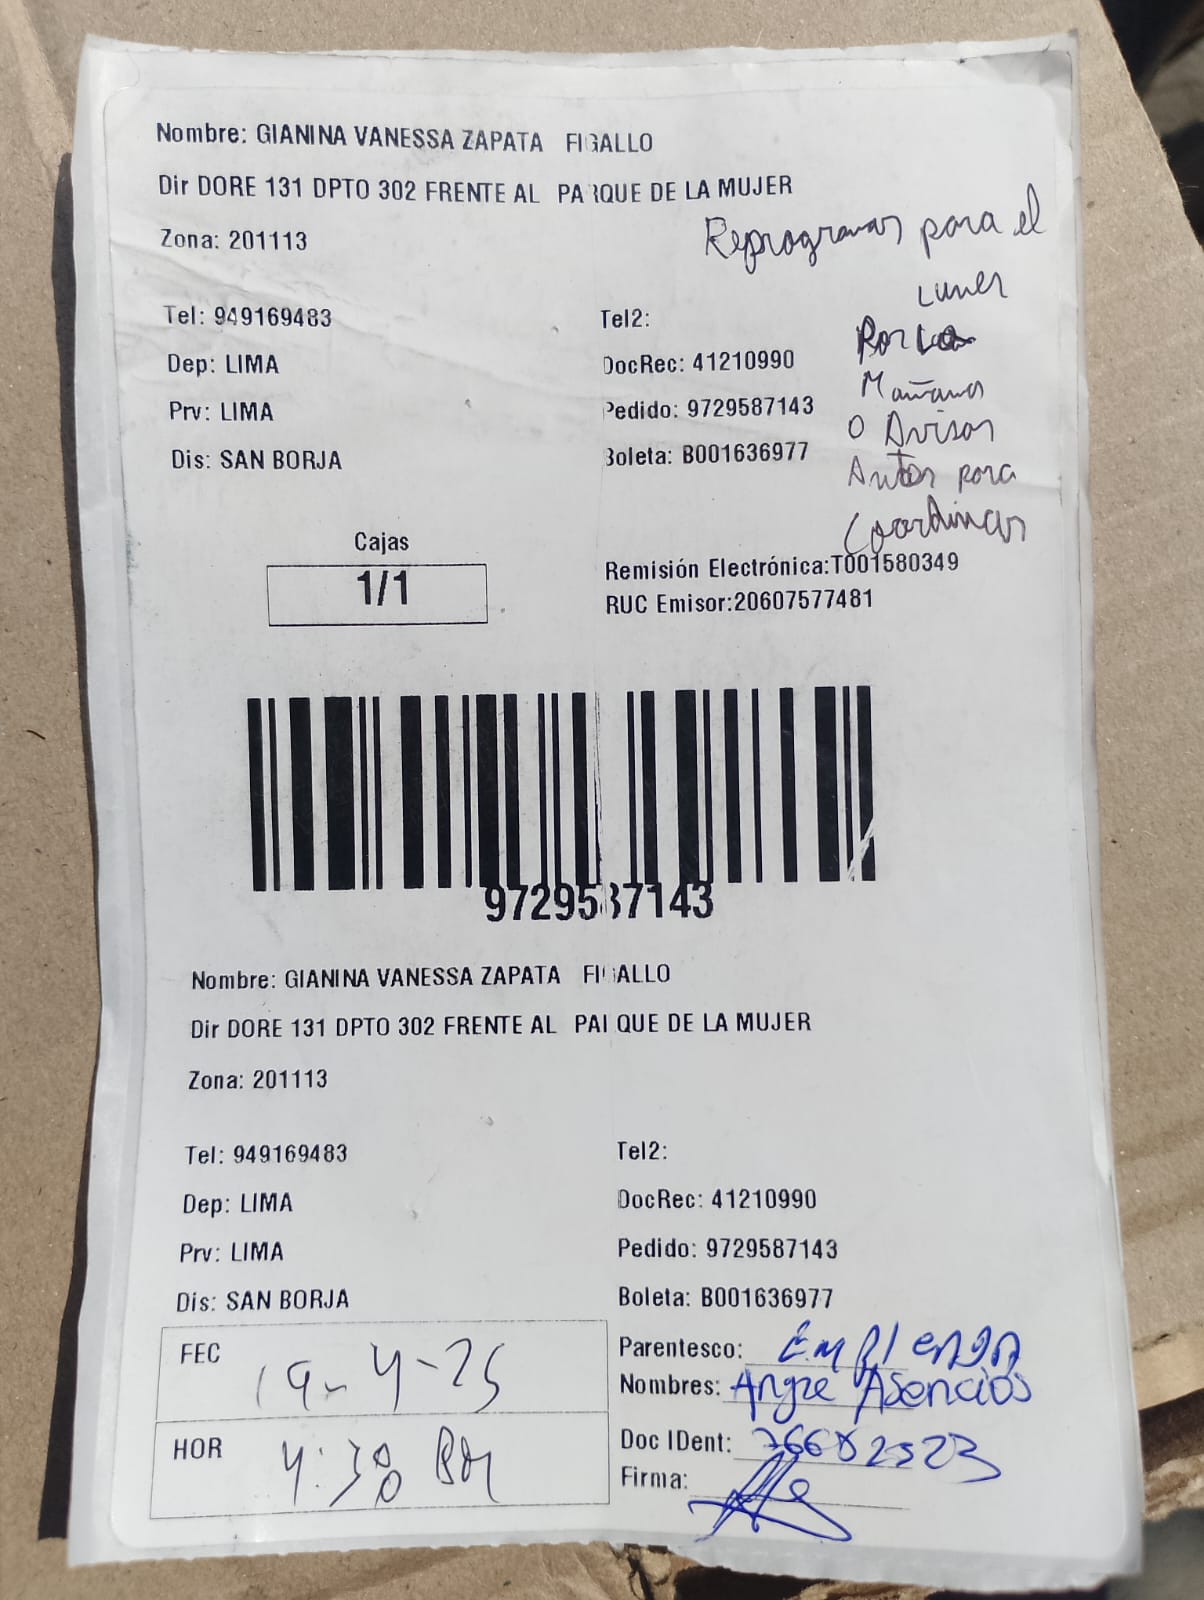 Nombre: GIANINA VANESSA ZAPATA FIGALLO
Dir DORE 131 DPTO 302 FRENTE AL PARQUE DE LA MUJER
Zona: 201113
Reprogramar para el
Lunes
Por la
Mañana
O Avisar
Antes para
Coordinar
Tel: 949169483
Tel2:
Dep: LIMA
DocRec: 41210990
Prv: LIMA
Pedido: 9729587143
Dis: SAN BORJA
Boleta: B001636977
Cajas
1/1
Remisión Electrónica:T001580349
RUC Emisor:20607577481
9729587143
Nombre: GIANINA VANESSA ZAPATA FIGALLO
Dir DORE 131 DPTO 302 FRENTE AL PARQUE DE LA MUJER
Zona: 201113
Tel: 949169483
Tel2:
Dep: LIMA
DocRec: 41210990
Prv: LIMA
Pedido: 9729587143
Dis: SAN BORJA
Boleta: B001636977
FEC 19-4-25
HOR 4:30 Pm
Parentesco:
Nombres: Angie Asencios
Doc IDent:
Firma: